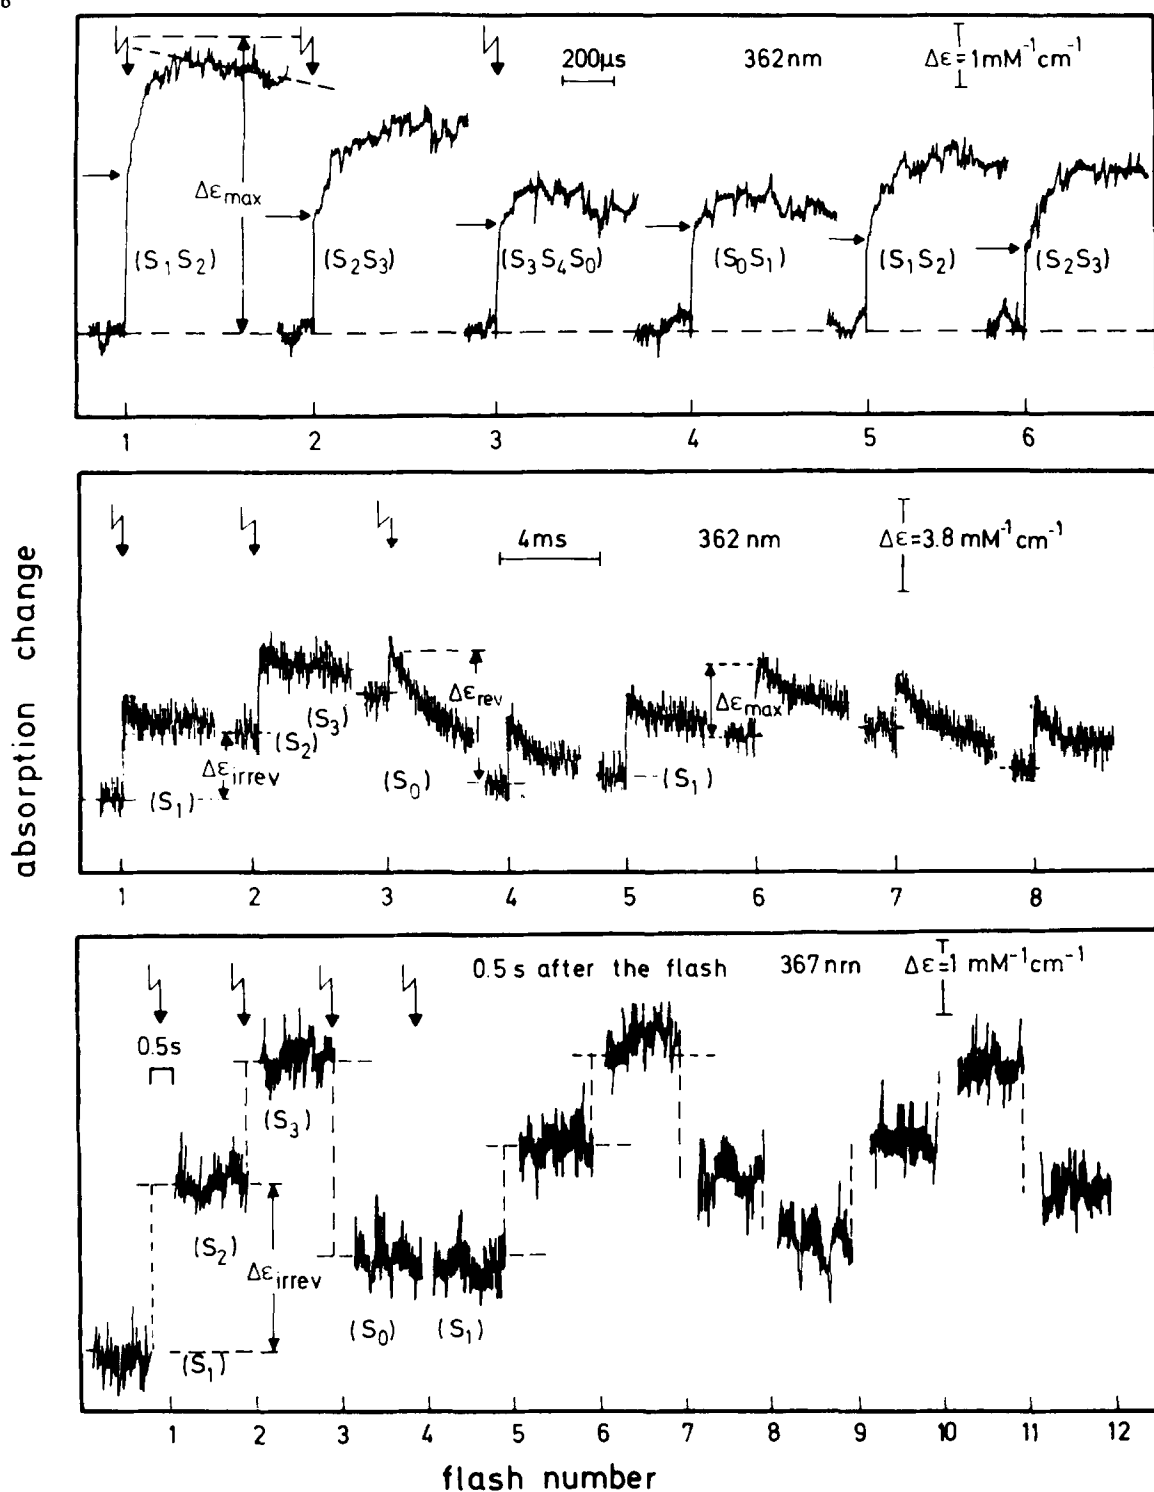 200μs 362nm Δε=1mM⁻¹cm⁻¹
Δεmax
(S₁S₂) (S₂S₃) (S₃S₄S₀) (S₀S₁) (S₁S₂) (S₂S₃)
1 2 3 4 5 6
4ms 362 nm Δε=3.8 mM⁻¹cm⁻¹
Δεrev
Δεmax
(S₃)
(S₂)
Δεirrev
(S₀)
(S₁)
(S₁)
1 2 3 4 5 6 7 8
absorption change
0.5 s after the flash 367nm Δε=1 mM⁻¹cm⁻¹
0.5s
(S₃)
(S₂)
Δεirrev
(S₀) (S₁)
(S₁)
1 2 3 4 5 6 7 8 9 10 11 12
flash number